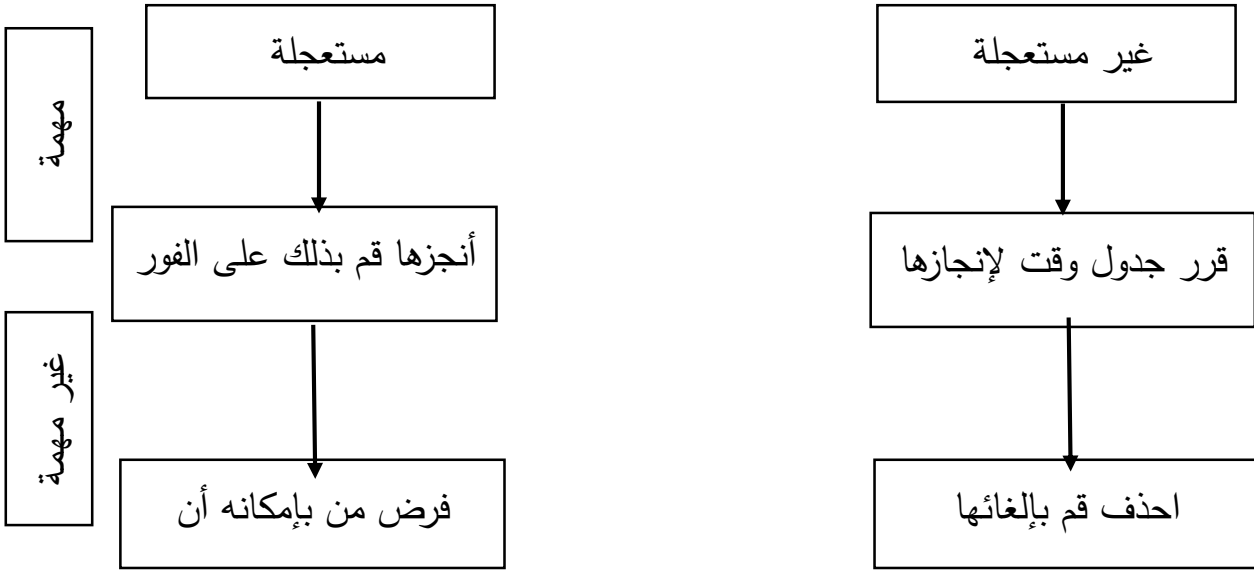 غير مستعجلة
مستعجلة
مهمة
قرر جدول وقت لإنجازها
أنجزها قم بذلك على الفور
غير مهمة
احذف قم بإلغائها
فرض من بإمكانه أن